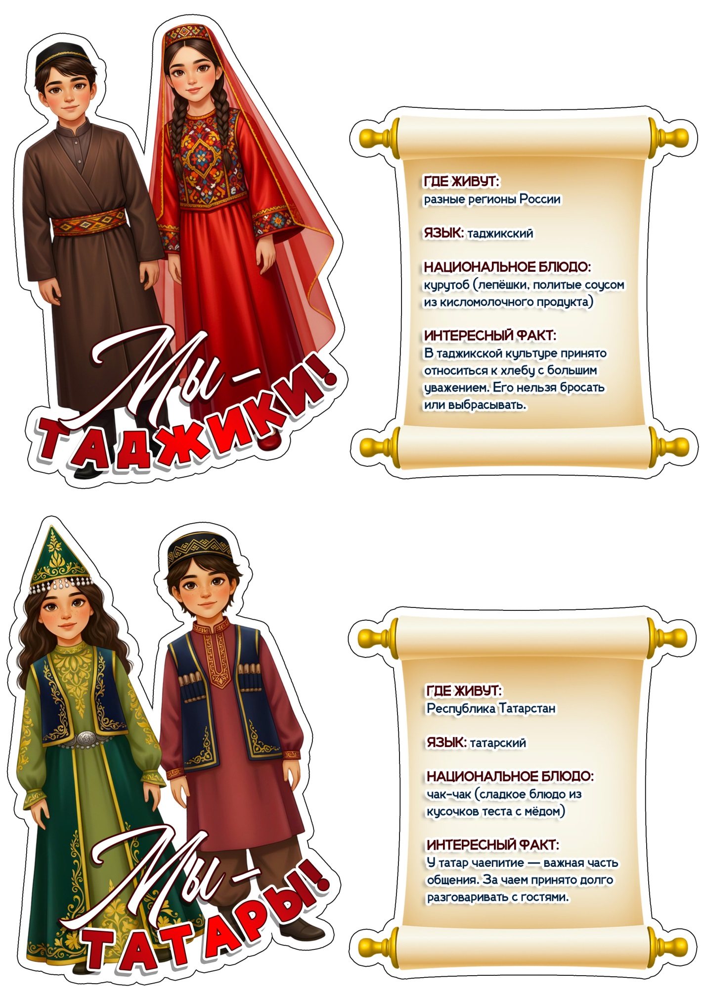 Мы –
ТАДЖИКИ!
ГДЕ ЖИВУТ:
разные регионы России
ЯЗЫК: таджикский
НАЦИОНАЛЬНОЕ БЛЮДО:
курутоб (лепёшки, политые соусом
из кисломолочного продукта)
ИНТЕРЕСНЫЙ ФАКТ:
В таджикской культуре принято
относиться к хлебу с большим
уважением. Его нельзя бросать
или выбрасывать.
Мы –
ТАТАРЫ!
ГДЕ ЖИВУТ:
Республика Татарстан
ЯЗЫК: татарский
НАЦИОНАЛЬНОЕ БЛЮДО:
чак-чак (сладкое блюдо из
кусочков теста с мёдом)
ИНТЕРЕСНЫЙ ФАКТ:
У татар чаепитие — важная часть
общения. За чаем принято долго
разговаривать с гостями.